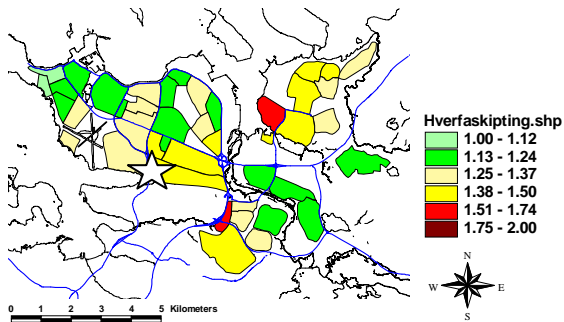 Hverfaskipting.shp
1.00 - 1.12
1.13 - 1.24
1.25 - 1.37
1.38 - 1.50
1.51 - 1.74
1.75 - 2.00
N
W E
S
0 1 2 3 4 5 Kilometers